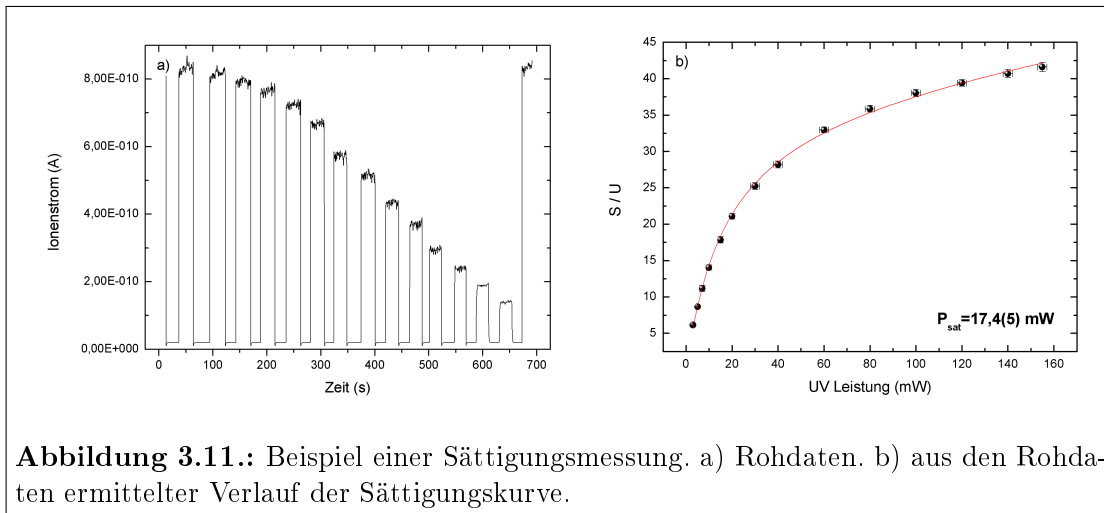 a)
8,00E-010
6,00E-010
4,00E-010
2,00E-010
0,00E+000
Ionenstrom (A)
0 100 200 300 400 500 600 700
Zeit (s)
b)
45
40
35
30
25
20
15
10
5
S / U
P_sat=17,4(5) mW
0 20 40 60 80 100 120 140 160
UV Leistung (mW)
Abbildung 3.11.: Beispiel einer Sättigungsmessung. a) Rohdaten. b) aus den Rohda-
ten ermittelter Verlauf der Sättigungskurve.